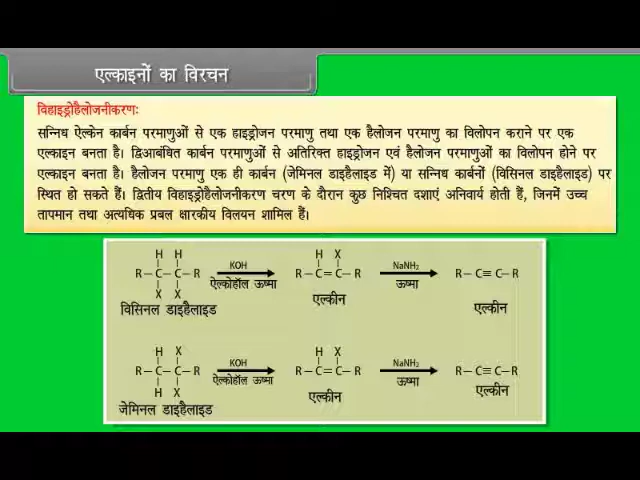 एल्काइनों का विरचन
विहाइड्रोहैलोजनीकरणः
सन्निध ऐल्केन कार्बन परमाणुओं से एक हाइड्रोजन परमाणु तथा एक हैलोजन परमाणु का विलोपन कराने पर एक
एल्काइन बनता है। द्विआबंधित कार्बन परमाणुओं से अतिरिक्त हाइड्रोजन एवं हैलोजन परमाणुओं का विलोपन होने पर
एल्काइन बनता है। हैलोजन परमाणु एक ही कार्बन (जेमिनल डाइहैलाइड में) या सन्निध कार्बनों (विसिनल डाइहैलाइड) पर
स्थित हो सकते हैं। द्वितीय विहाइड्रोहैलोजनीकरण चरण के दौरान कुछ निश्चित दशाएं अनिवार्य होती हैं, जिनमें उच्च
तापमान तथा अत्यधिक प्रबल क्षारकीय विलयन शामिल हैं।
H H H X
R–C–C–R KOH R–C=C–R NaNH₂ R–C≡C–R
ऐल्कोहॉल ऊष्मा ऊष्मा
X X
विसिनल डाइहैलाइड एल्कीन एल्कीन
H X H X
R–C–C–R KOH R–C=C–R NaNH₂ R–C≡C–R
ऐल्कोहॉल ऊष्मा ऊष्मा
H X
जेमिनल डाइहैलाइड एल्कीन एल्कीन